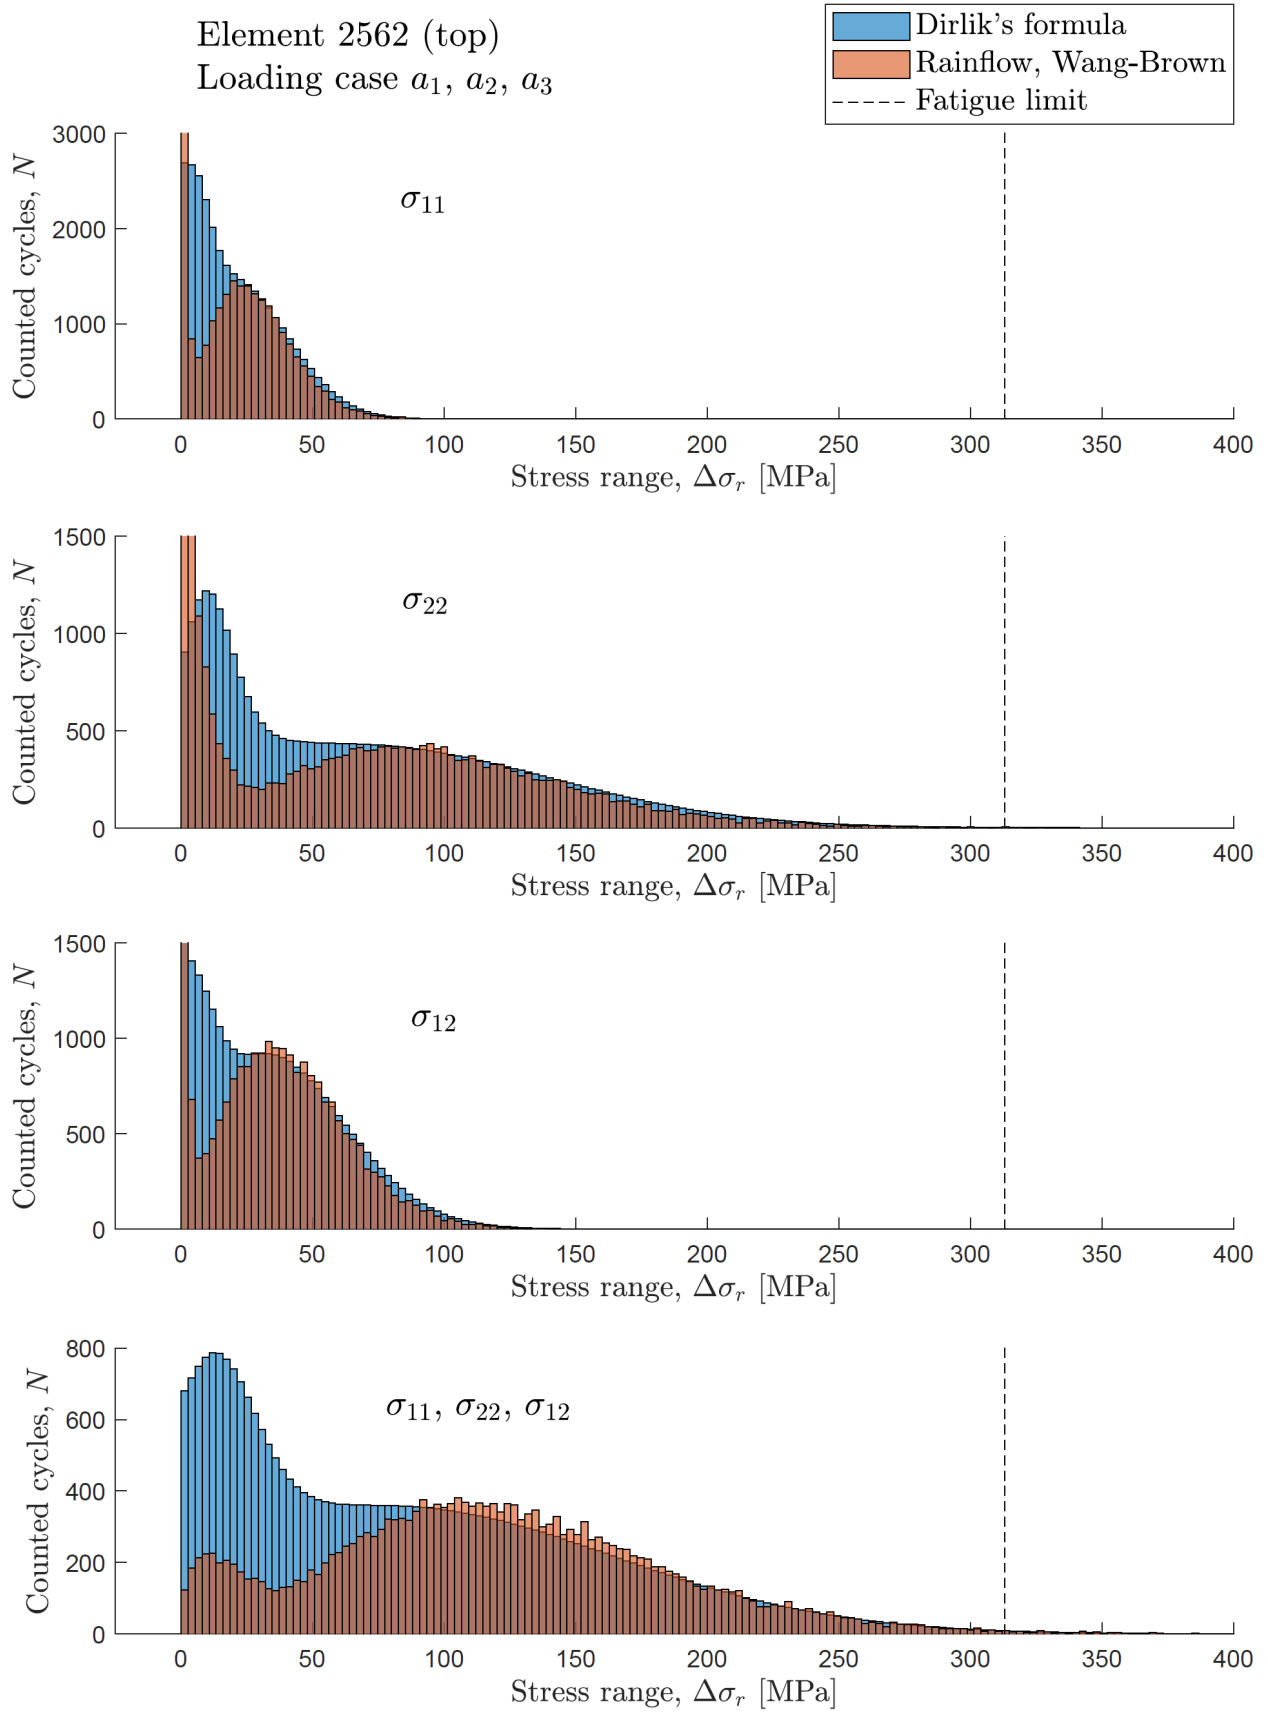 Element 2562 (top)
Loading case a₁, a₂, a₃
Dirlik's formula
Rainflow, Wang-Brown
Fatigue limit
Counted cycles, N
3000
2000
1000
0
σ₁₁
0 50 100 150 200 250 300 350 400
Stress range, Δσᵣ [MPa]
Counted cycles, N
1500
1000
500
0
σ₂₂
0 50 100 150 200 250 300 350 400
Stress range, Δσᵣ [MPa]
Counted cycles, N
1500
1000
500
0
σ₁₂
0 50 100 150 200 250 300 350 400
Stress range, Δσᵣ [MPa]
Counted cycles, N
800
600
400
200
0
σ₁₁, σ₂₂, σ₁₂
0 50 100 150 200 250 300 350 400
Stress range, Δσᵣ [MPa]